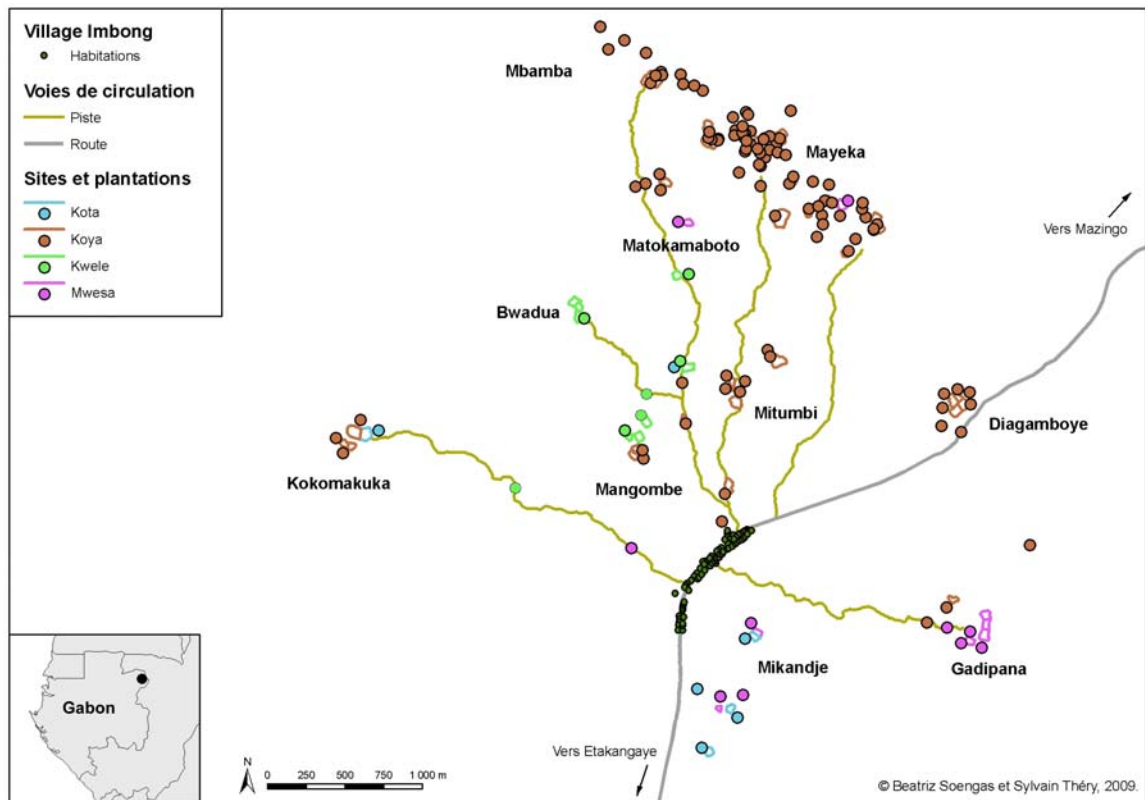 Village Imbong
Habitations
Voies de circulation
Piste
Route
Sites et plantations
Kota
Koya
Kwele
Mwesa
Mbamba
Mayeka
Vers Mazingo
Matokamaboto
Bwadua
Mitumbi
Diagamboye
Kokomakuka
Mangombe
Mikandje
Gadipana
Gabon
Vers Etakangaye
N
0 250 500 1 000 m
© Beatriz Soengas et Sylvain Théry, 2009.